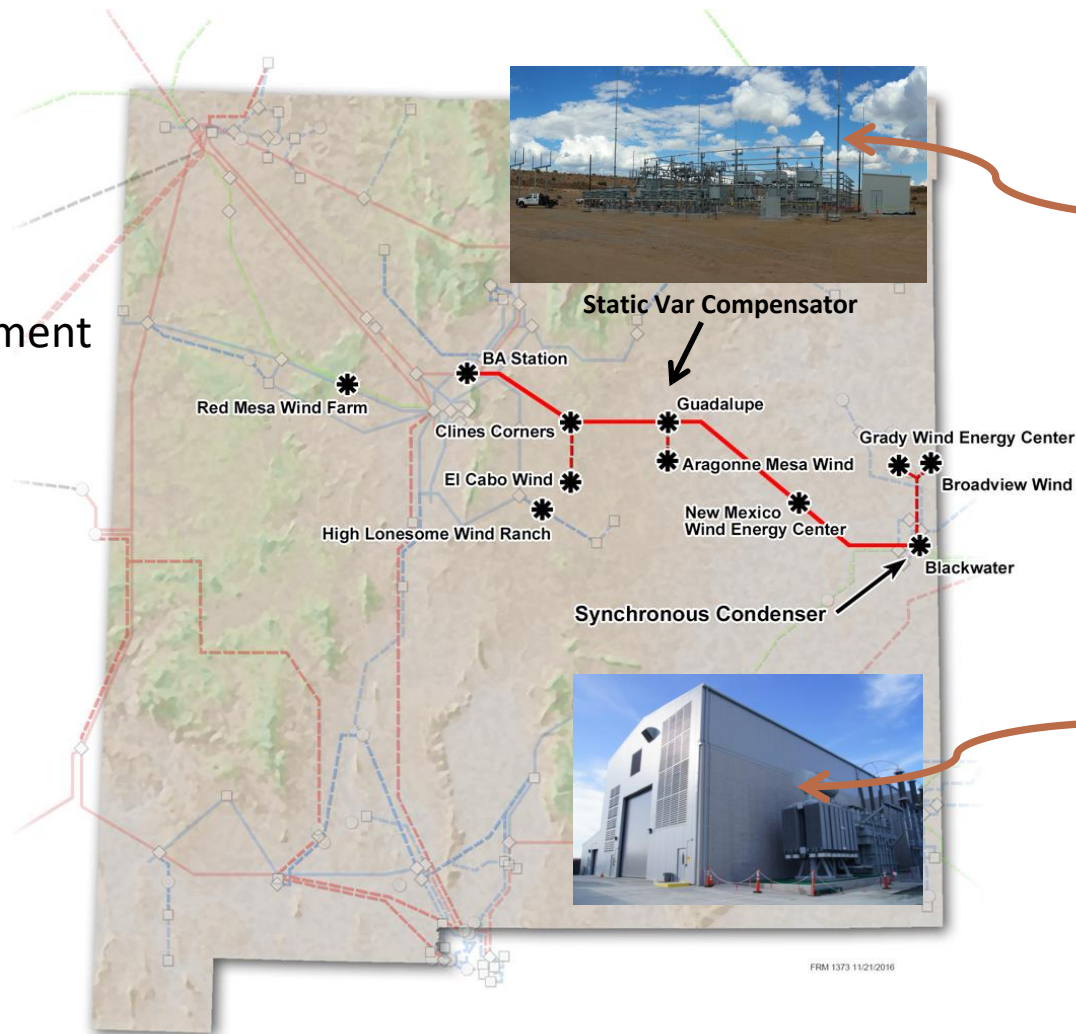 Static Var Compensator
ment
BA Station
Red Mesa Wind Farm
Guadalupe
Clines Corners
Grady Wind Energy Center
El Cabo Wind
Aragonne Mesa Wind
Broadview Wind
New Mexico
Wind Energy Center
High Lonesome Wind Ranch
Blackwater
Synchronous Condenser
FRM 1373 11/21/2016